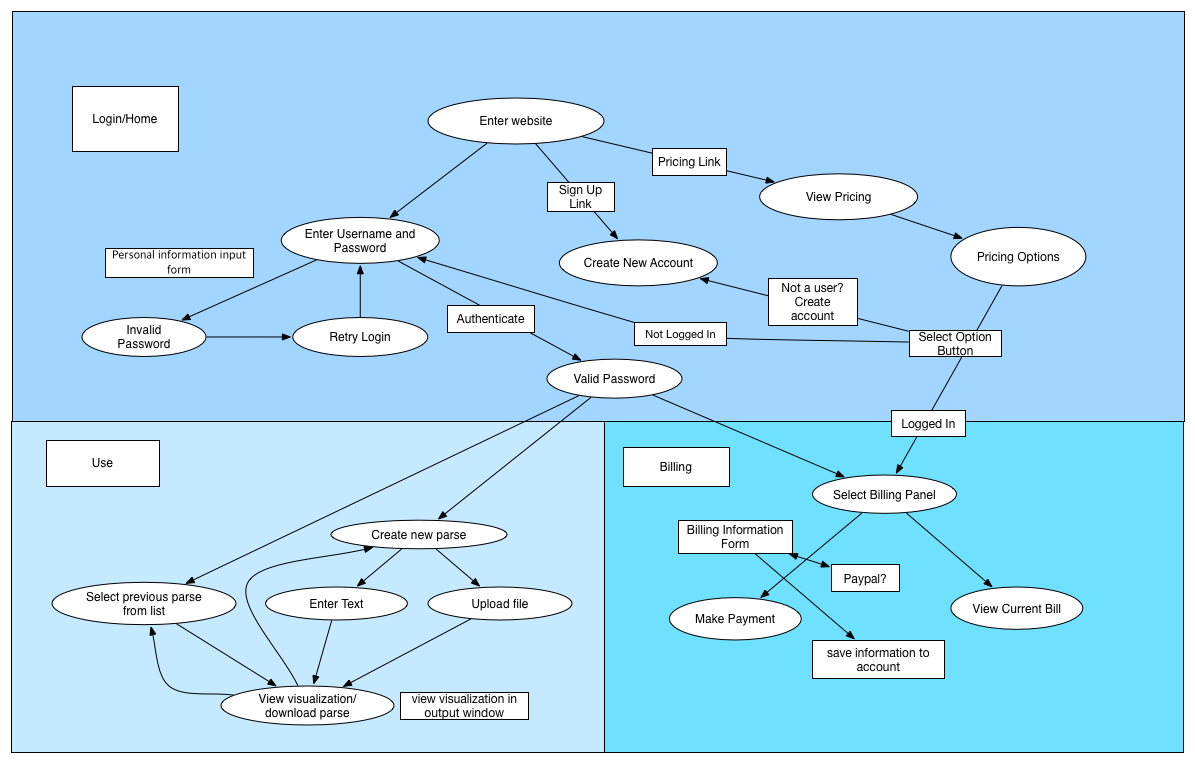 Login/Home
Enter website
Pricing Link
Sign Up
Link
View Pricing
Enter Username and
Password
Personal information input
form
Create New Account
Pricing Options
Not a user?
Create
account
Authenticate
Not Logged In
Select Option
Button
Invalid
Password
Retry Login
Valid Password
Logged In
Use
Billing
Select Billing Panel
Create new parse
Billing Information
Form
Paypal?
Select previous parse
from list
Enter Text
Upload file
Make Payment
View Current Bill
save information to
account
View visualization/
download parse
view visualization in
output window